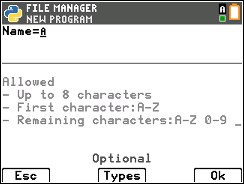 FILE MANAGER
NEW PROGRAM
A
Name=A
Allowed
- Up to 8 characters
- First character:A-Z
- Remaining characters:A-Z 0-9 _
Optional
Esc Types Ok